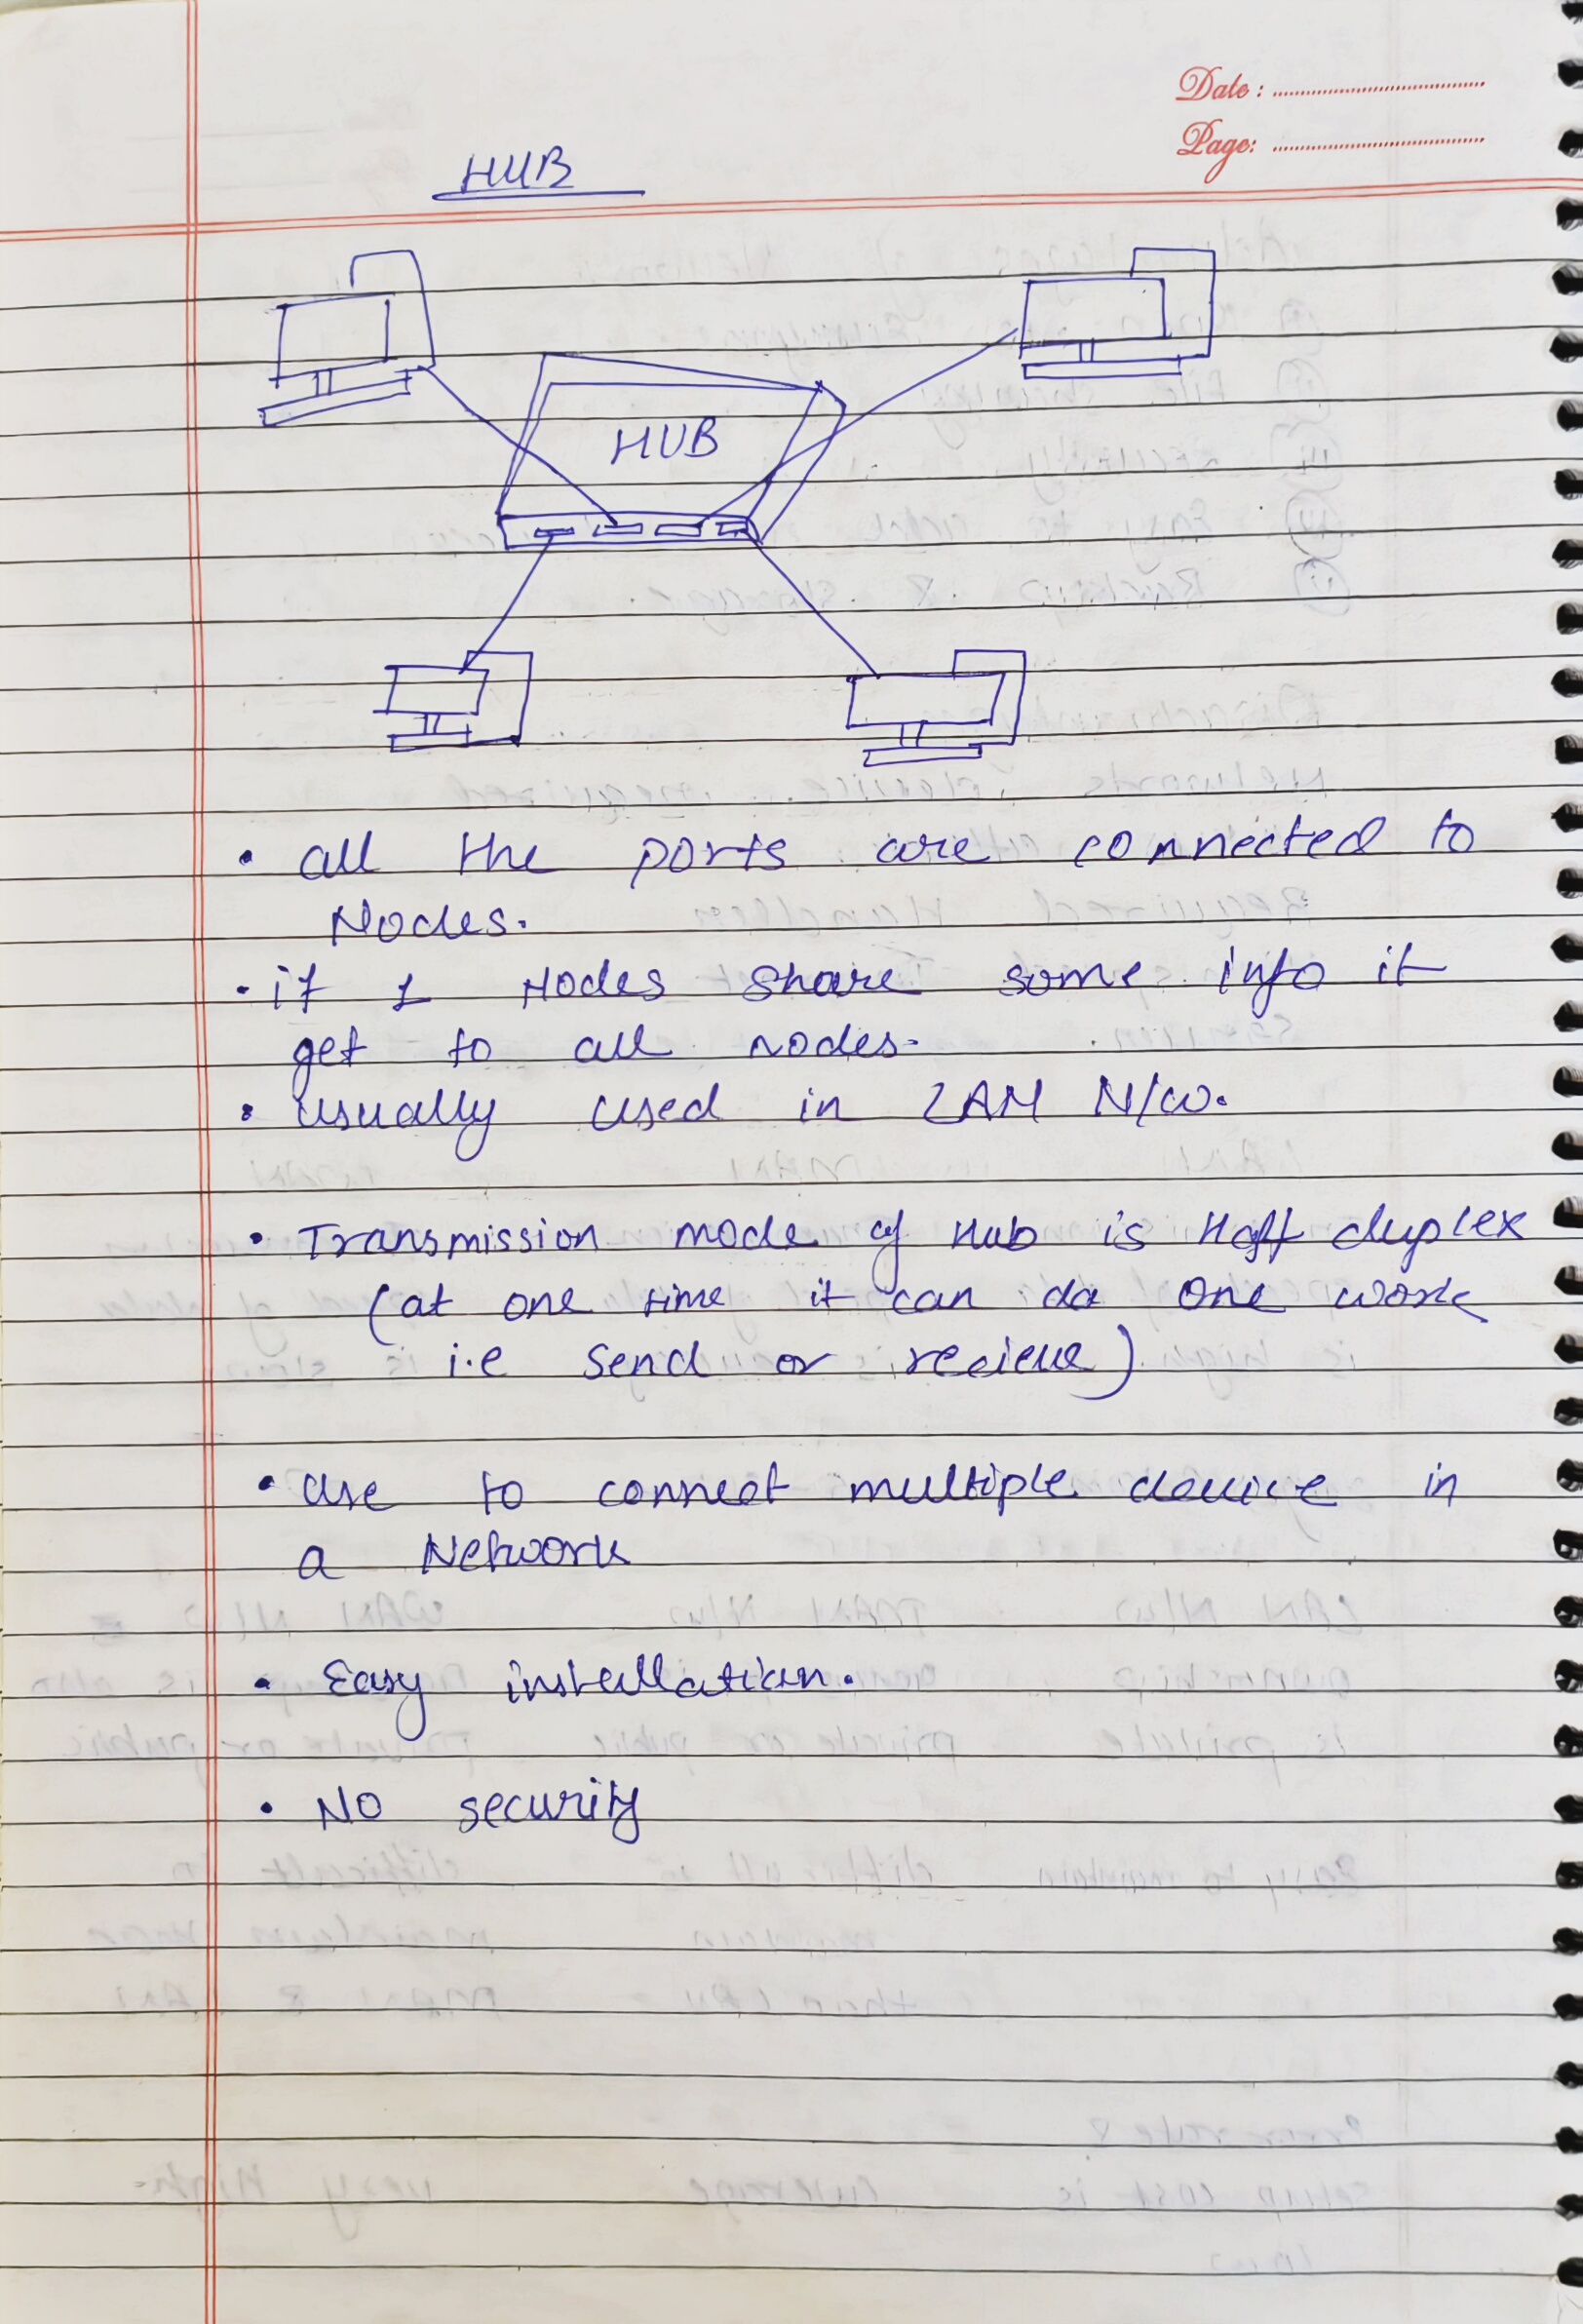 Date :
Page:
HUB
HUB
• all the ports are connected to
Nodes.
• if 1 Nodes share some info it
get to all nodes.
• usually used in LAN N/w.
• Transmission mode of Hub is Half duplex
(at one time it can do one work
i.e send or recieve)
• use to connect multiple device in
a Network
• Easy installation.
• No security